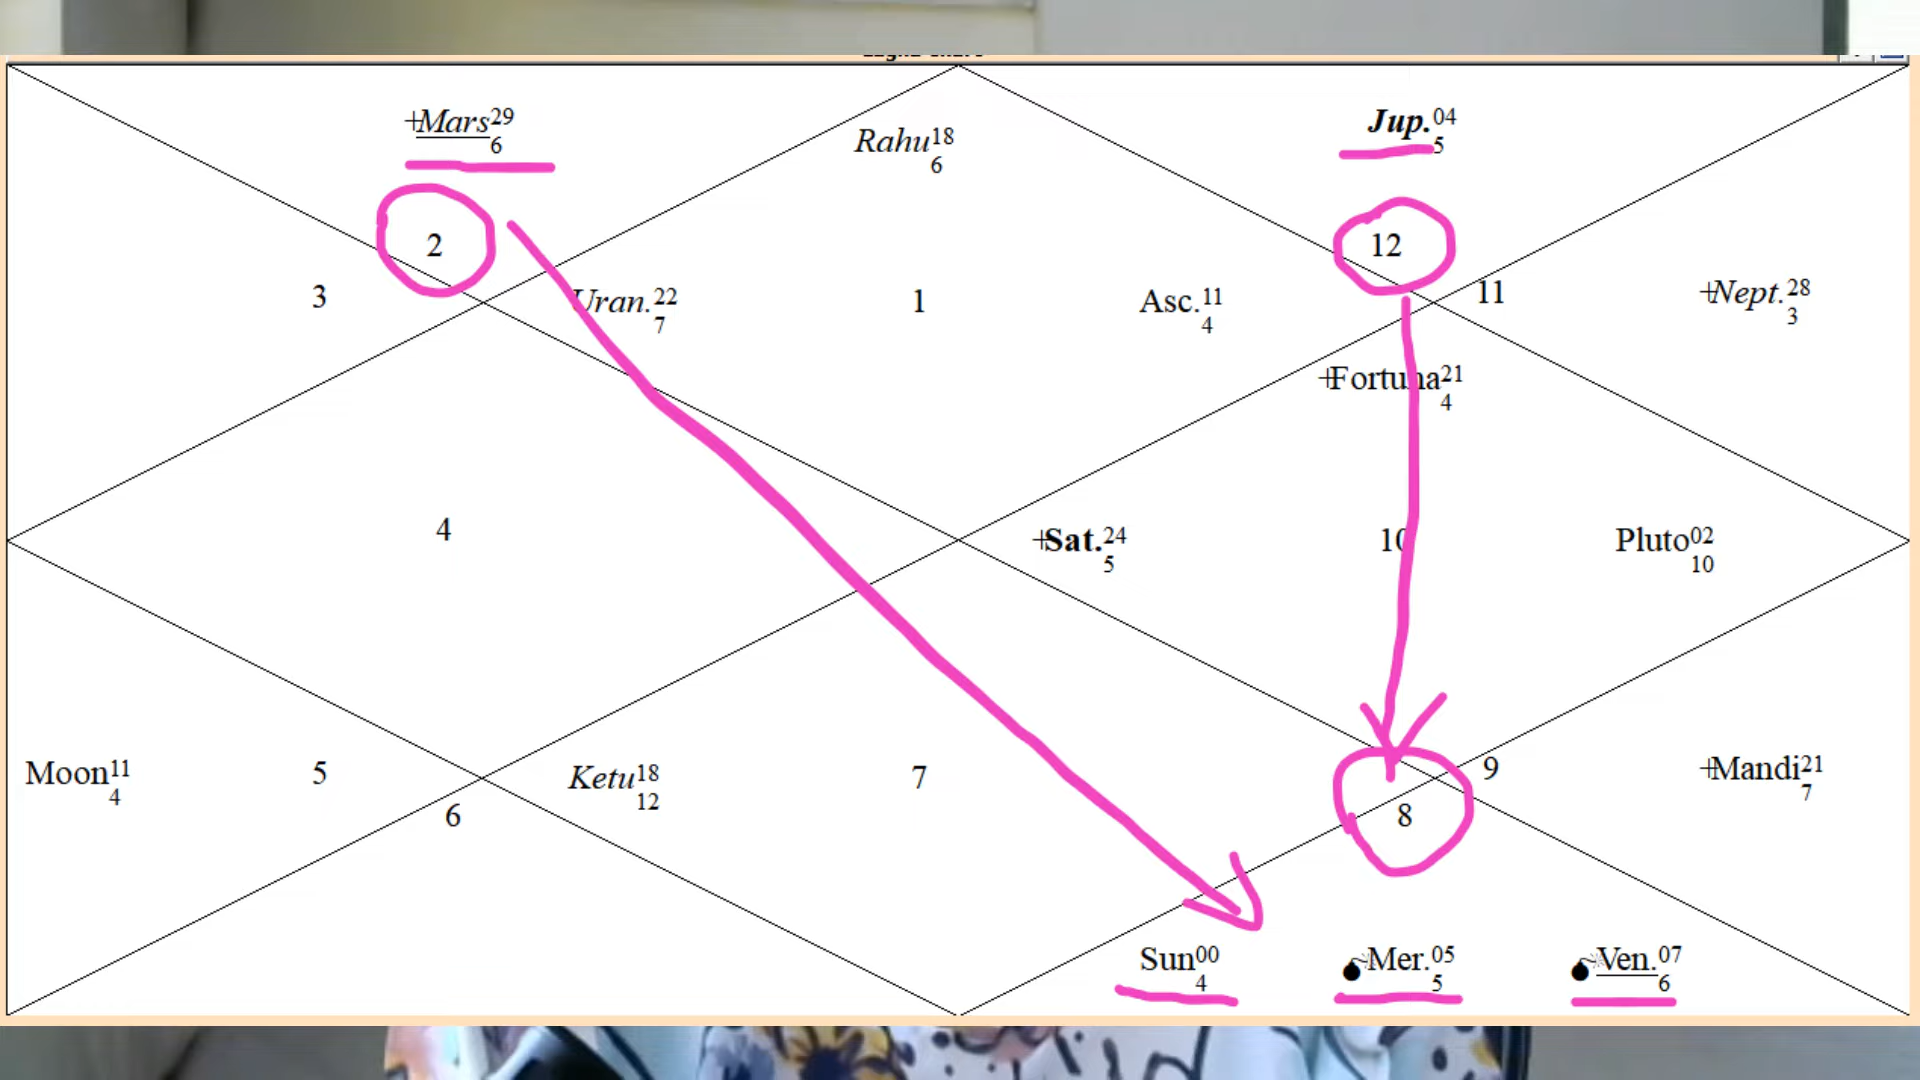 +Mars29
6
Rahu18
6
Jup.04
5
2
12
3
Uran.22
7
1
Asc.11
4
11
+Nept.28
3
+Fortuna21
4
4
+Sat.24
5
10
Pluto02
10
Moon11
4
5
6
Ketu18
12
7
8
9
+Mandi21
7
Sun00
4
Mer.05
5
Ven.07
6